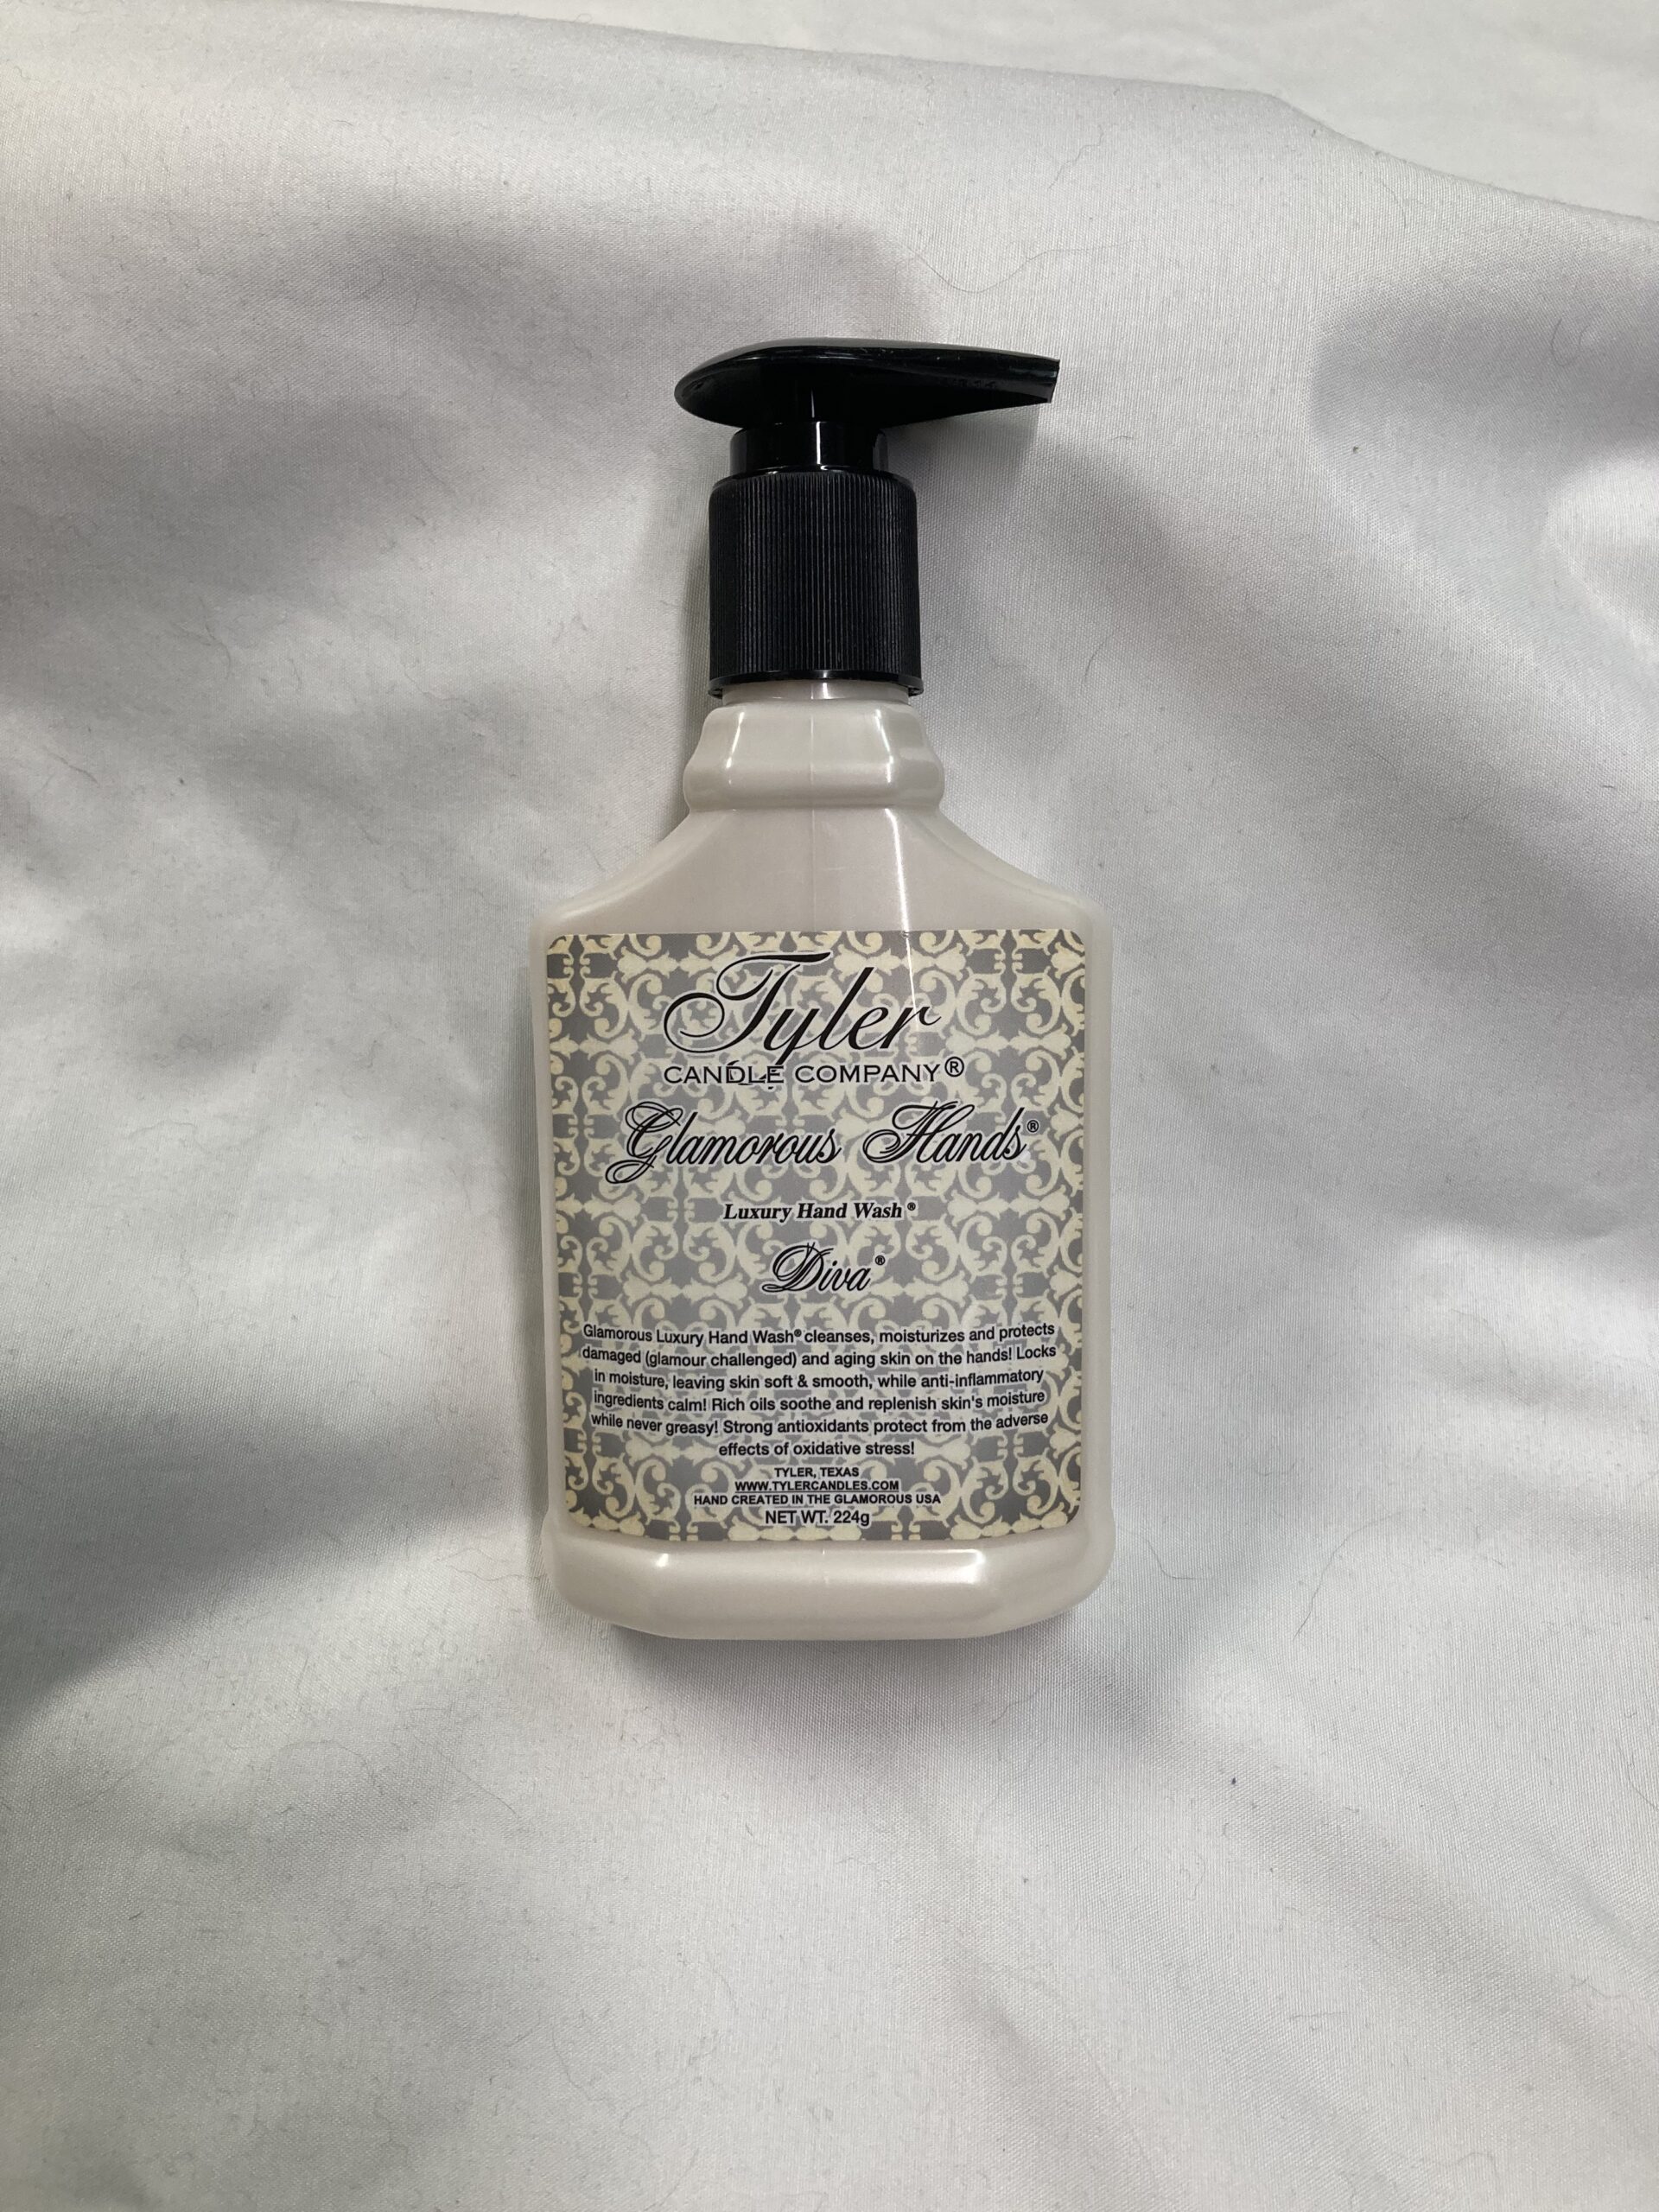 Tyler
CANDLE COMPANY®
Glamorous Hands®
Luxury Hand Wash®
Diva®
Glamorous Luxury Hand Wash® cleanses, moisturizes and protects
damaged (glamour challenged) and aging skin on the hands! Locks
in moisture, leaving skin soft & smooth, while anti-inflammatory
ingredients calm! Rich oils soothe and replenish skin's moisture
while never greasy! Strong antioxidants protect from the adverse
effects of oxidative stress!
TYLER, TEXAS
WWW.TYLERCANDLES.COM
HAND CREATED IN THE GLAMOROUS USA
NET WT. 224g